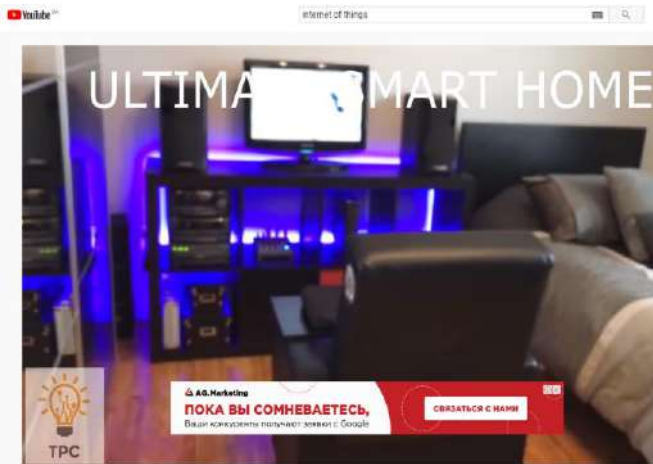 YouTube
internet of things
ULTIMA SMART HOME
AG.Marketing
ПОКА ВЫ СОМНЕВАЕТЕСЬ,
Ваши конкуренты получают заявки с Google
СВЯЗАТЬСЯ С НАМИ
TPC